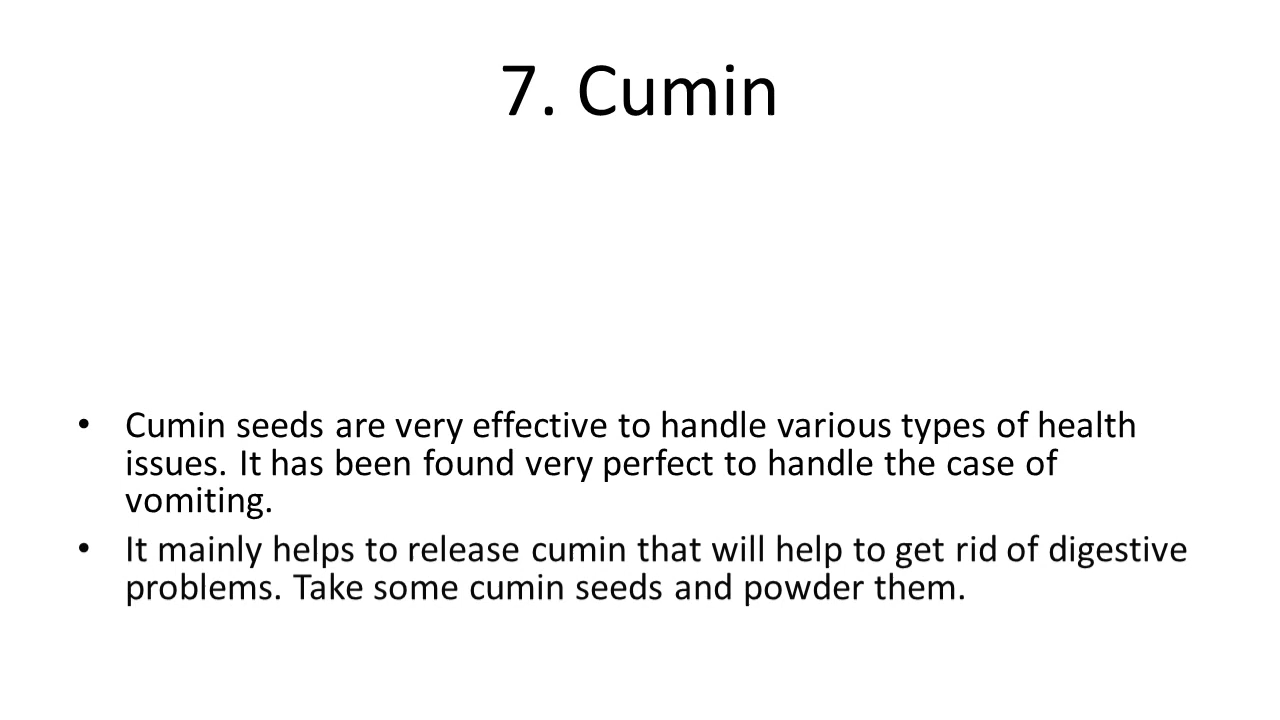 7. Cumin
• Cumin seeds are very effective to handle various types of health
issues. It has been found very perfect to handle the case of
vomiting.
• It mainly helps to release cumin that will help to get rid of digestive
problems. Take some cumin seeds and powder them.